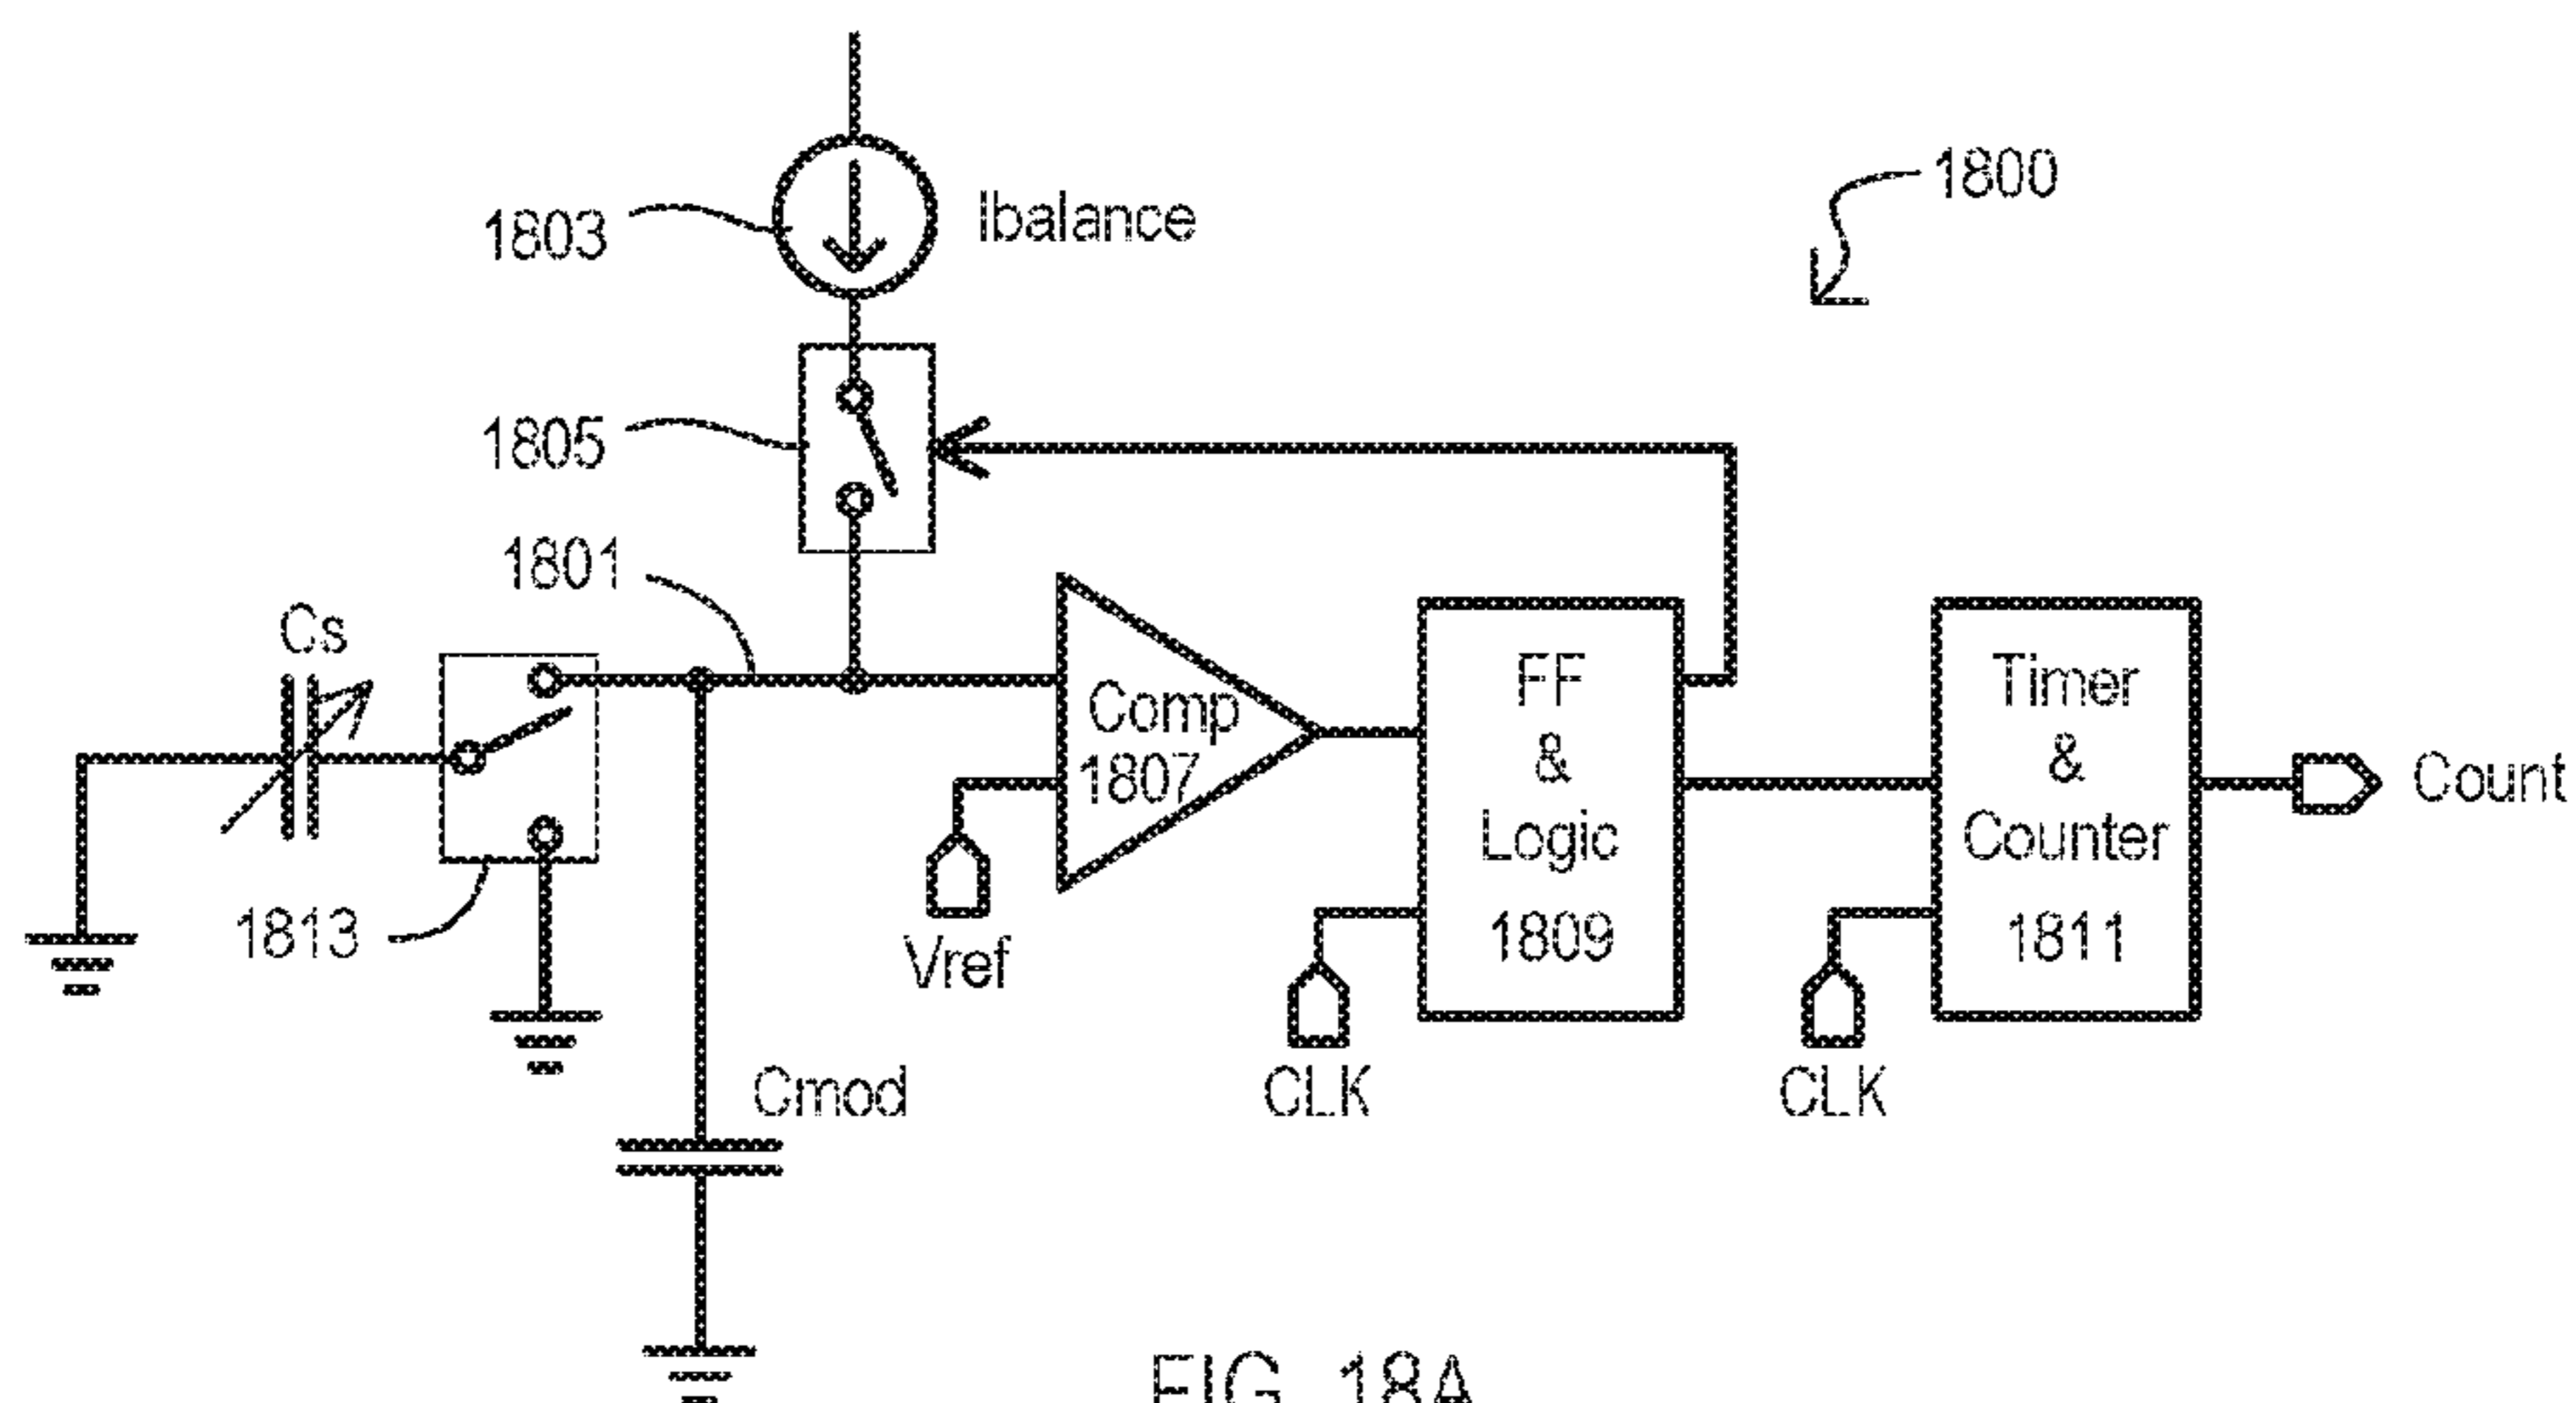 1800
1803
Ibalance
1805
1801
Cs
Comp
1807
FF
&
Logic
1809
Timer
&
Counter
1811
Count
1813
Vref
CLK
CLK
Cmod
FIG. 18A